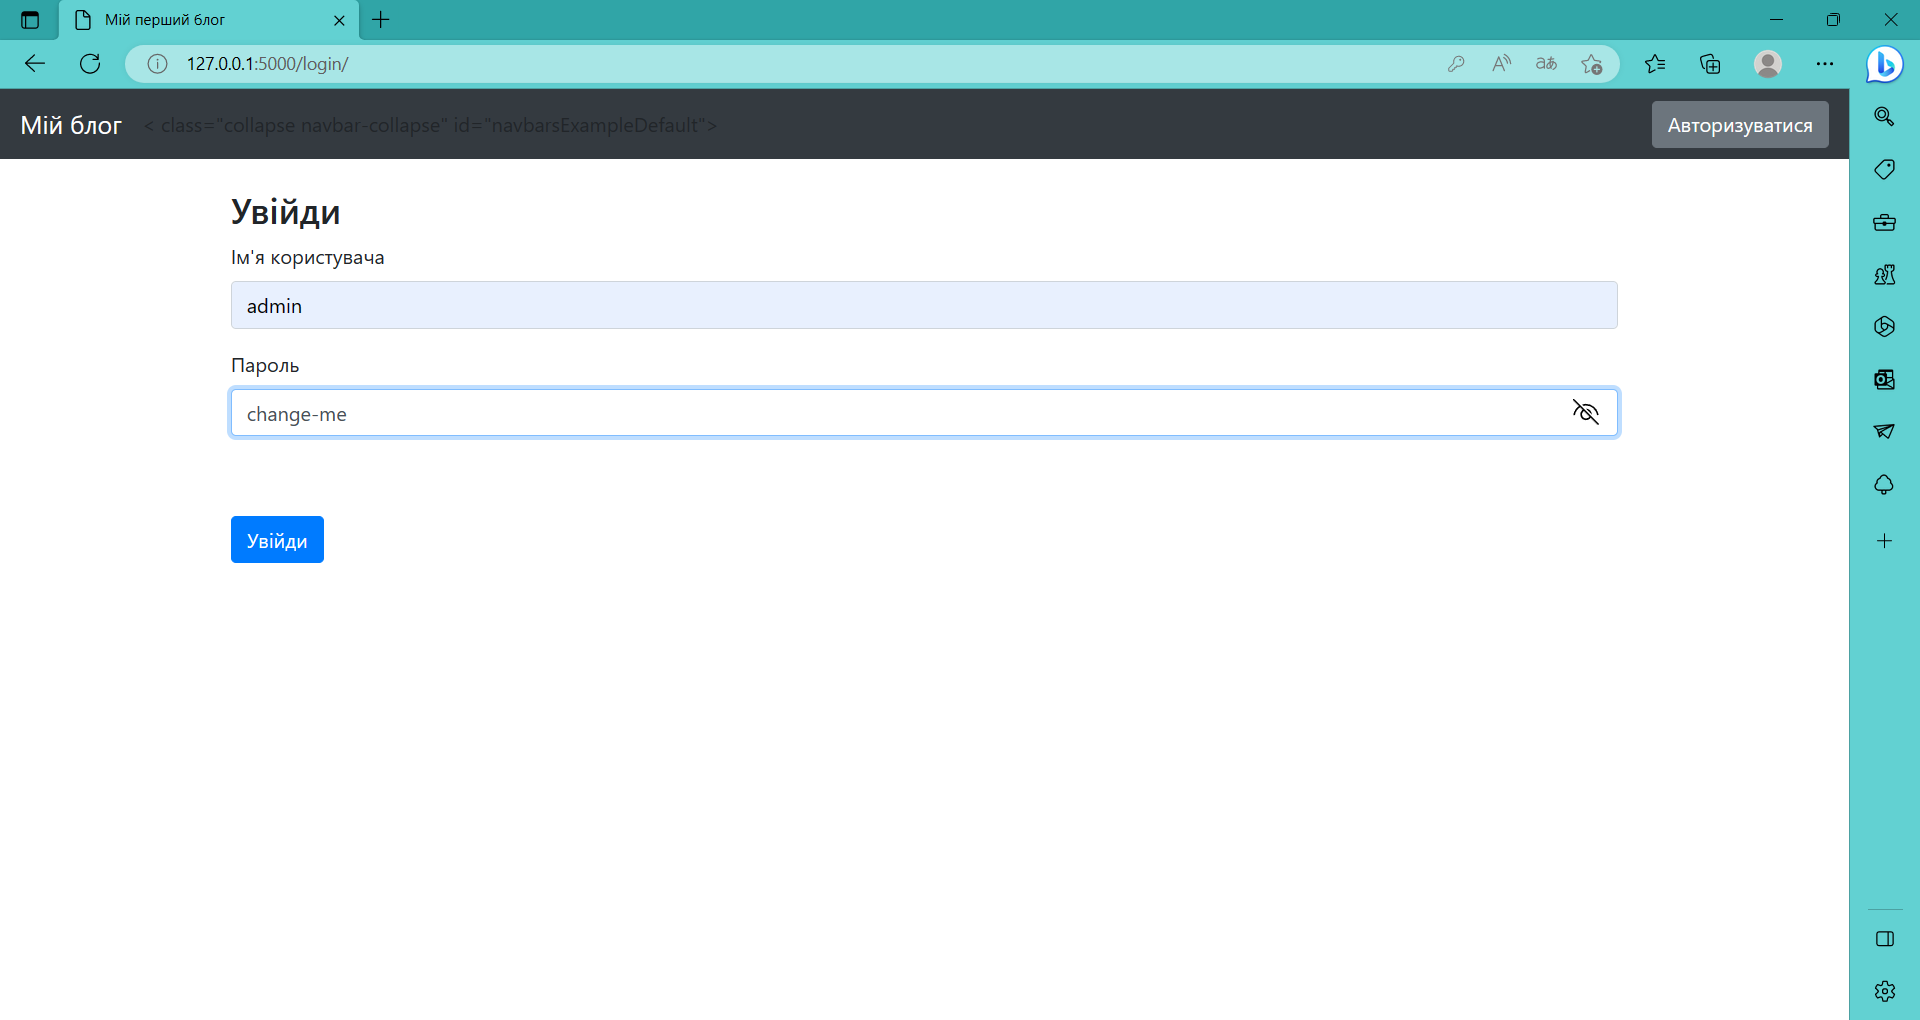 Мій перший блог
127.0.0.1:5000/login/
Мій блог < class="collapse navbar-collapse" id="navbarsExampleDefault"> Авторизуватися
Увійди
Ім'я користувача
admin
Пароль
change-me
Увійди